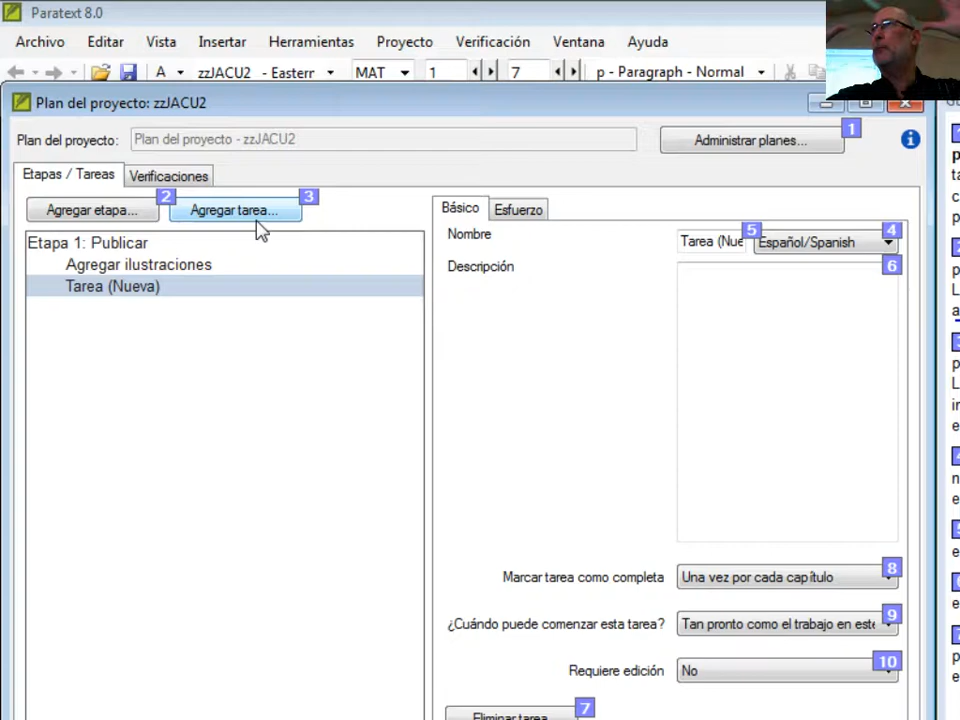 Paratext 8.0
Archivo Editar Vista Insertar Herramientas Proyecto Verificación Ventana Ayuda
A zzJACU2 - Easterr MAT 1 7 p - Paragraph - Normal
Plan del proyecto: zzJACU2
Plan del proyecto: Plan del proyecto - zzJACU2 Administrar planes... 1
Etapas / Tareas Verificaciones
Agregar etapa... 2 Agregar tarea... 3
Básico Esfuerzo
Etapa 1: Publicar
Agregar ilustraciones
Tarea (Nueva)
Nombre Tarea (Nue 5 Español/Spanish 4
Descripción 6
Marcar tarea como completa Una vez por cada capítulo 8
¿Cuándo puede comenzar esta tarea? Tan pronto como el trabajo en este 9
Requiere edición No 10
Eliminar tarea 7